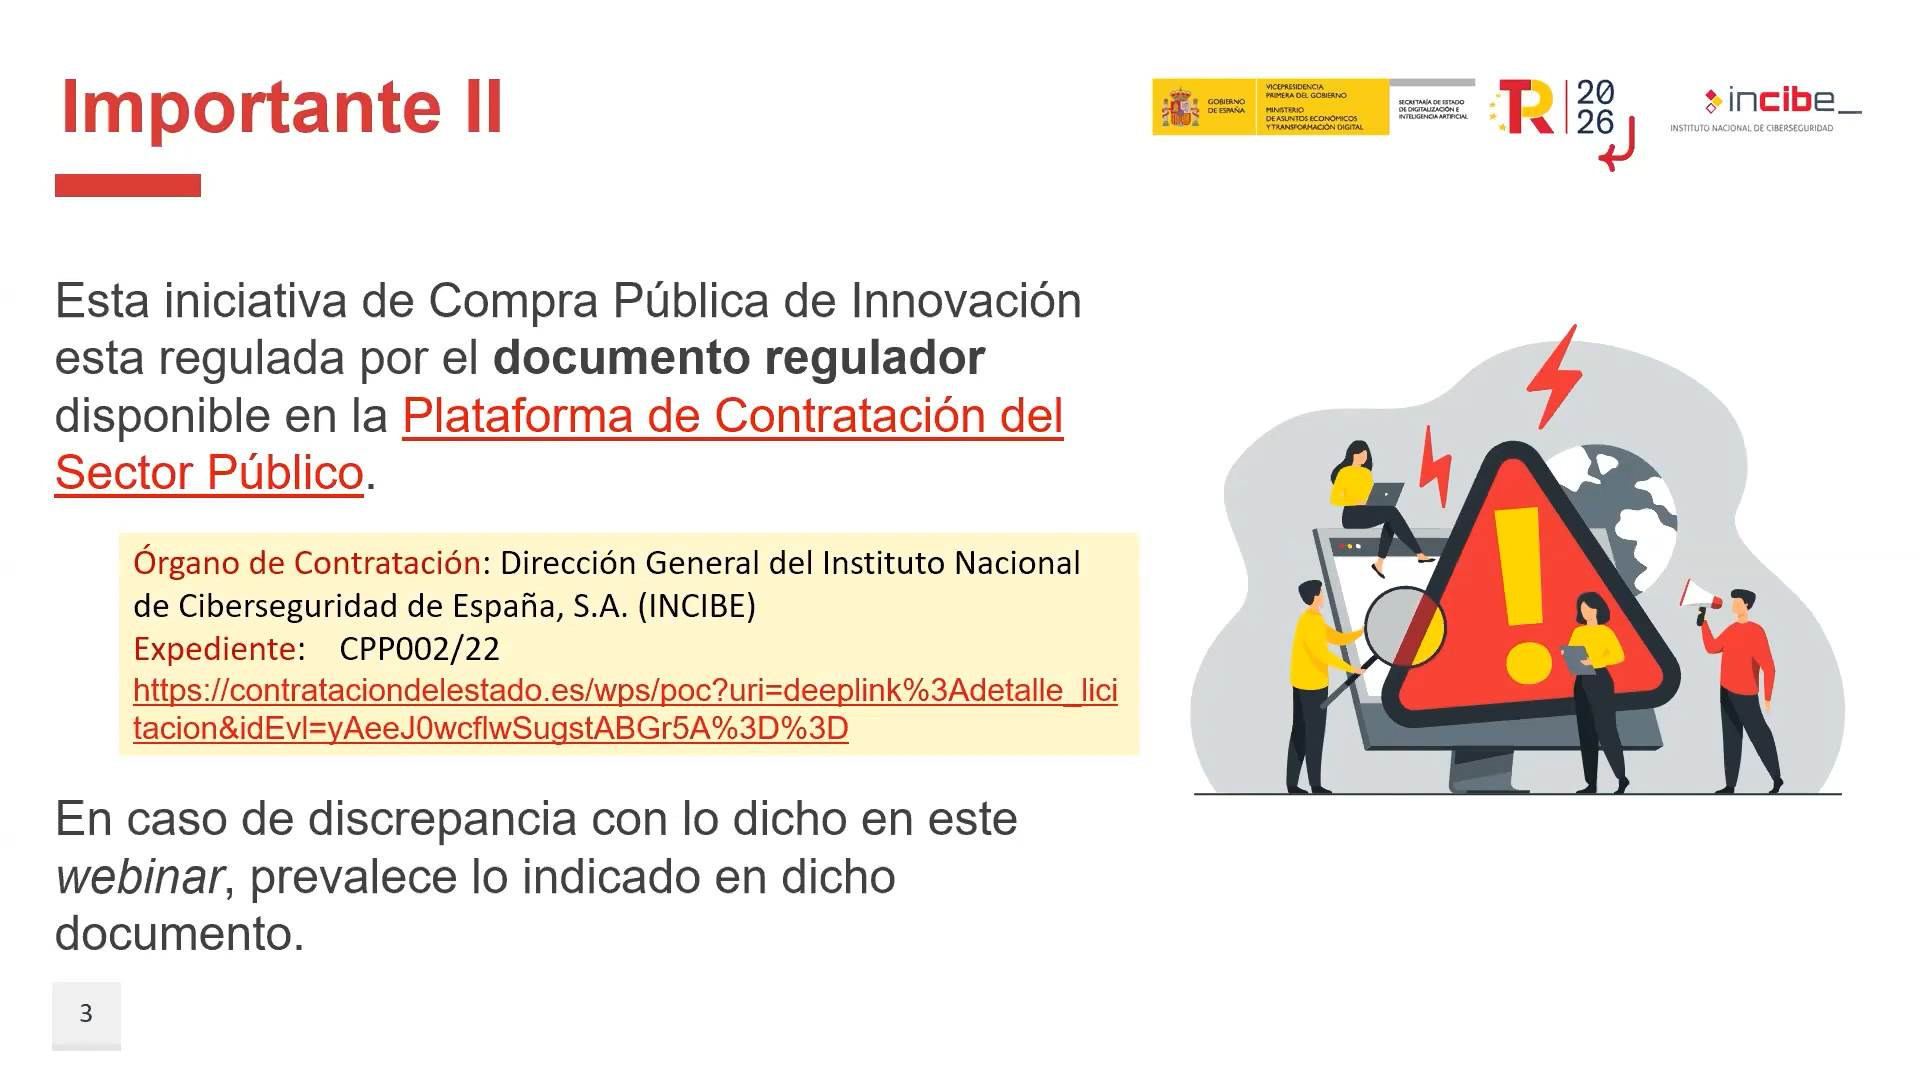 Importante II
GOBIERNO
DE ESPAÑA
VICEPRESIDENCIA
PRIMERA DEL GOBIERNO
MINISTERIO
DE ASUNTOS ECONÓMICOS
Y TRANSFORMACIÓN DIGITAL
SECRETARÍA DE ESTADO
DE DIGITALIZACIÓN E
INTELIGENCIA ARTIFICIAL
TR
20
26
incibe_
INSTITUTO NACIONAL DE CIBERSEGURIDAD
Esta iniciativa de Compra Pública de Innovación
esta regulada por el documento regulador
disponible en la Plataforma de Contratación del
Sector Público.
Órgano de Contratación: Dirección General del Instituto Nacional
de Ciberseguridad de España, S.A. (INCIBE)
Expediente: CPP002/22
https://contrataciondelestado.es/wps/poc?uri=deeplink%3Adetalle_lici
tacion&idEvl=yAeeJ0wcflwSugstABGr5A%3D%3D
En caso de discrepancia con lo dicho en este
webinar, prevalece lo indicado en dicho
documento.
3